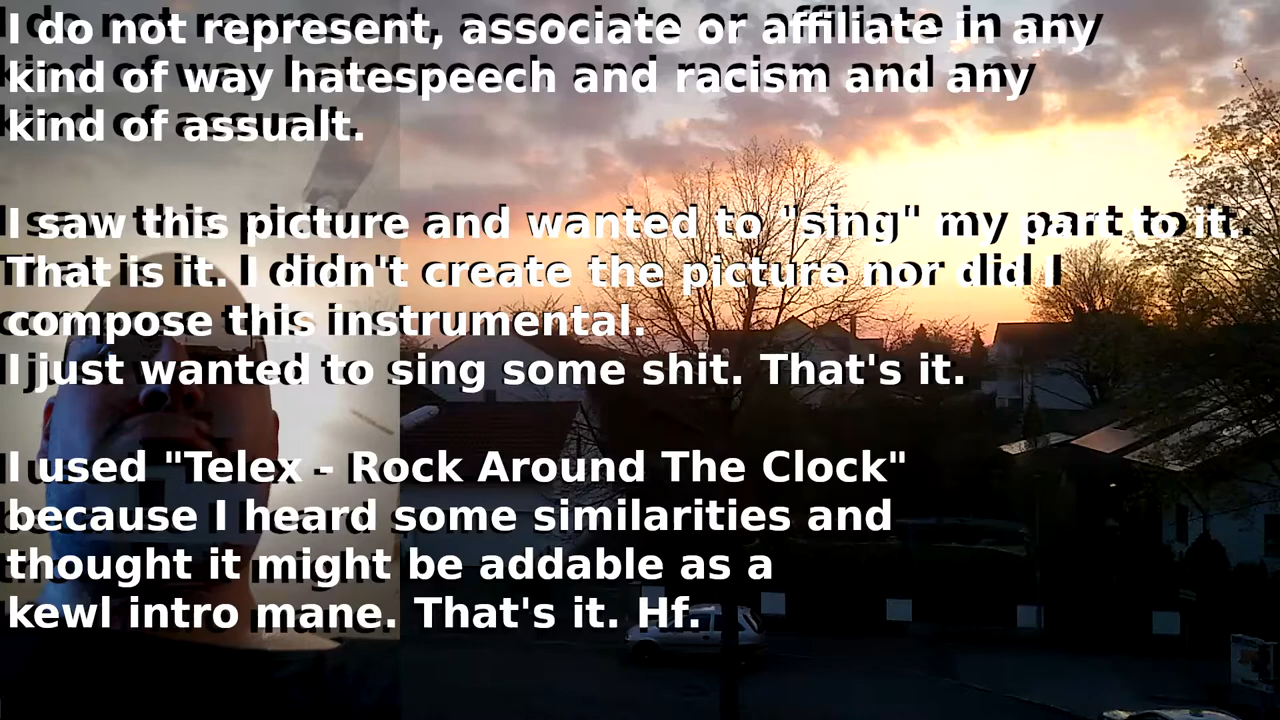 I do not represent, associate or affiliate in any
kind of way hatespeech and racism and any
kind of assualt.
I saw this picture and wanted to "sing" my part to it.
That is it. I didn't create the picture nor did I
compose this instrumental.
I just wanted to sing some shit. That's it.
I used "Telex - Rock Around The Clock"
because I heard some similarities and
thought it might be addable as a
kewl intro mane. That's it. Hf.